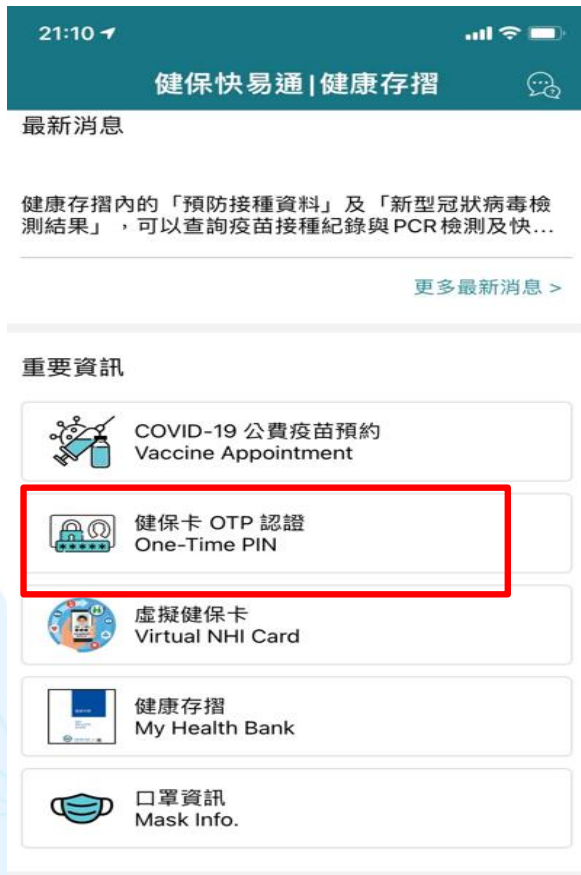 21:10
健保快易通|健康存摺
最新消息
健康存摺內的「預防接種資料」及「新型冠狀病毒檢
測結果」，可以查詢疫苗接種紀錄與PCR檢測及快...
更多最新消息 >
重要資訊
COVID-19 公費疫苗預約
Vaccine Appointment
健保卡 OTP 認證
One-Time PIN
虛擬健保卡
Virtual NHI Card
健康存摺
My Health Bank
口罩資訊
Mask Info.